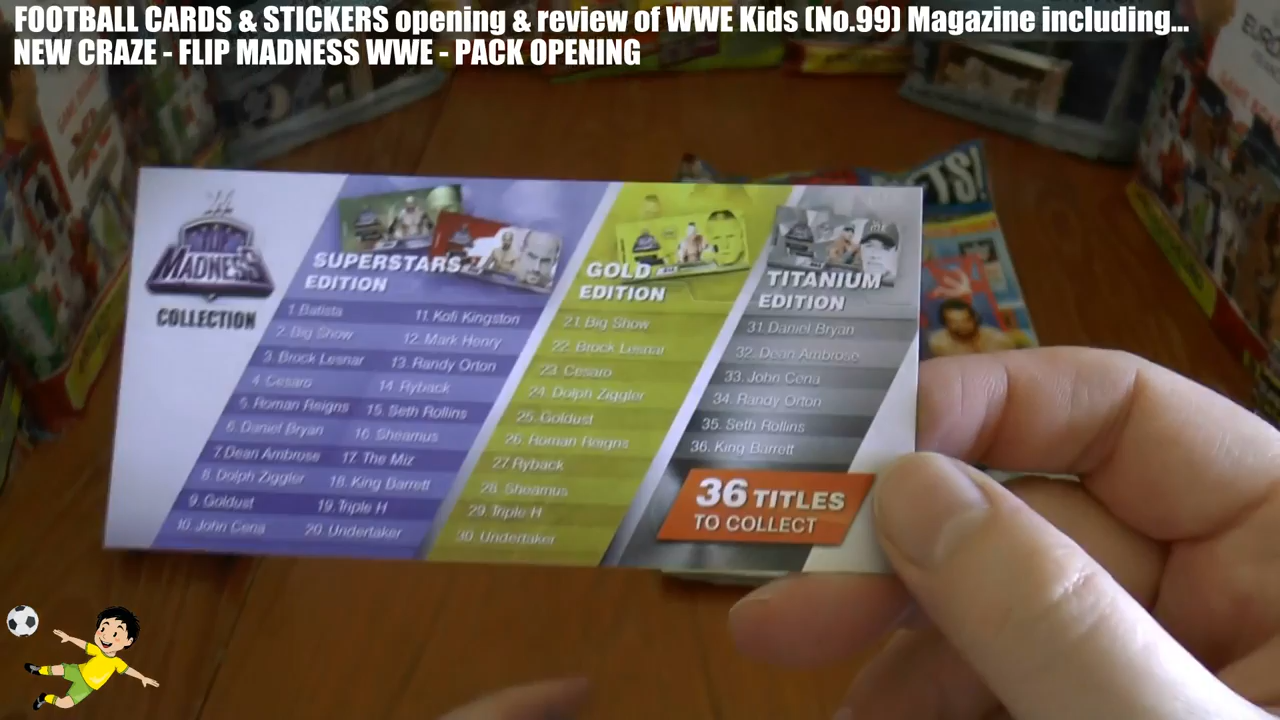 FOOTBALL CARDS & STICKERS opening & review of WWE Kids (No.99) Magazine including...
NEW CRAZE - FLIP MADNESS WWE - PACK OPENING
FLIP
MADNESS
COLLECTION
SUPERSTARS
EDITION
1 Batista
2. Big Show
3. Brock Lesnar
4. Cesaro
5. Roman Reigns
6. Daniel Bryan
7. Dean Ambrose
8. Dolph Ziggler
9. Goldust
10. John Cena
11. Kofi Kingston
12. Mark Henry
13. Randy Orton
14. Ryback
15. Seth Rollins
16. Sheamus
17. The Miz
18. King Barrett
19. Triple H
20. Undertaker
GOLD
EDITION
21. Big Show
22. Brock Lesnar
23. Cesaro
24. Dolph Ziggler
25. Goldust
26. Roman Reigns
27 Ryback
28. Sheamus
29. Triple H
30. Undertaker
TITANIUM
EDITION
31. Daniel Bryan
32. Dean Ambrose
33. John Cena
34. Randy Orton
35. Seth Rollins
36. King Barrett
36 TITLES
TO COLLECT